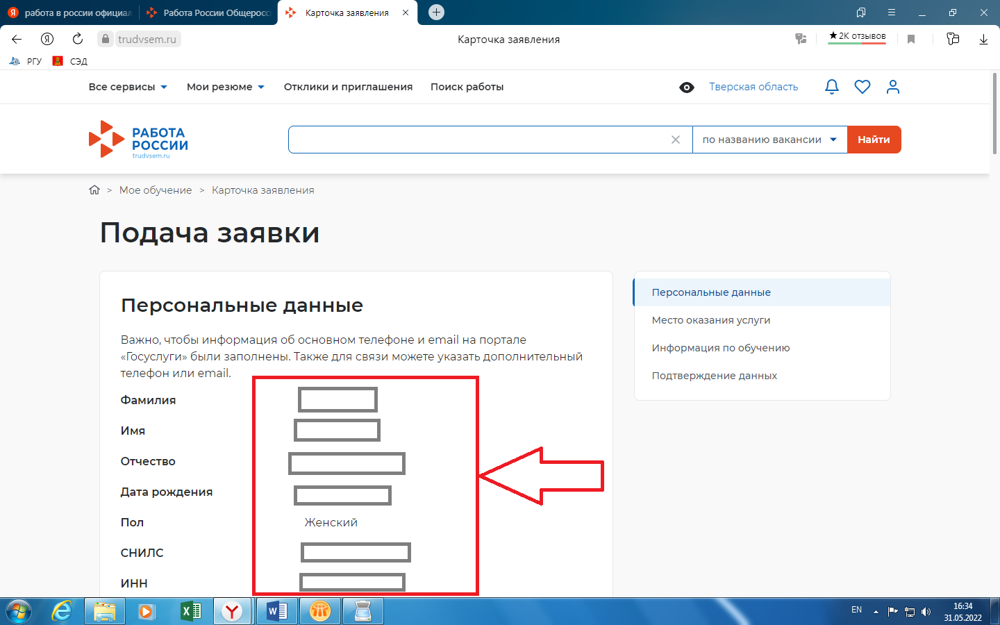 работа в россии официал
Работа России Общеросс
Карточка заявления
trudvsem.ru
Карточка заявления
★2К отзывов
РГУ
СЭД
Все сервисы
Мои резюме
Отклики и приглашения
Поиск работы
Тверская область
РАБОТА
РОССИИ
trudvsem.ru
по названию вакансии
Найти
> Мое обучение > Карточка заявления
Подача заявки
Персональные данные
Важно, чтобы информация об основном телефоне и email на портале
«Госуслуги» были заполнены. Также для связи можете указать дополнительный
телефон или email.
Фамилия
Имя
Отчество
Дата рождения
Пол Женский
СНИЛС
ИНН
Персональные данные
Место оказания услуги
Информация по обучению
Подтверждение данных
EN
16:34
31.05.2022